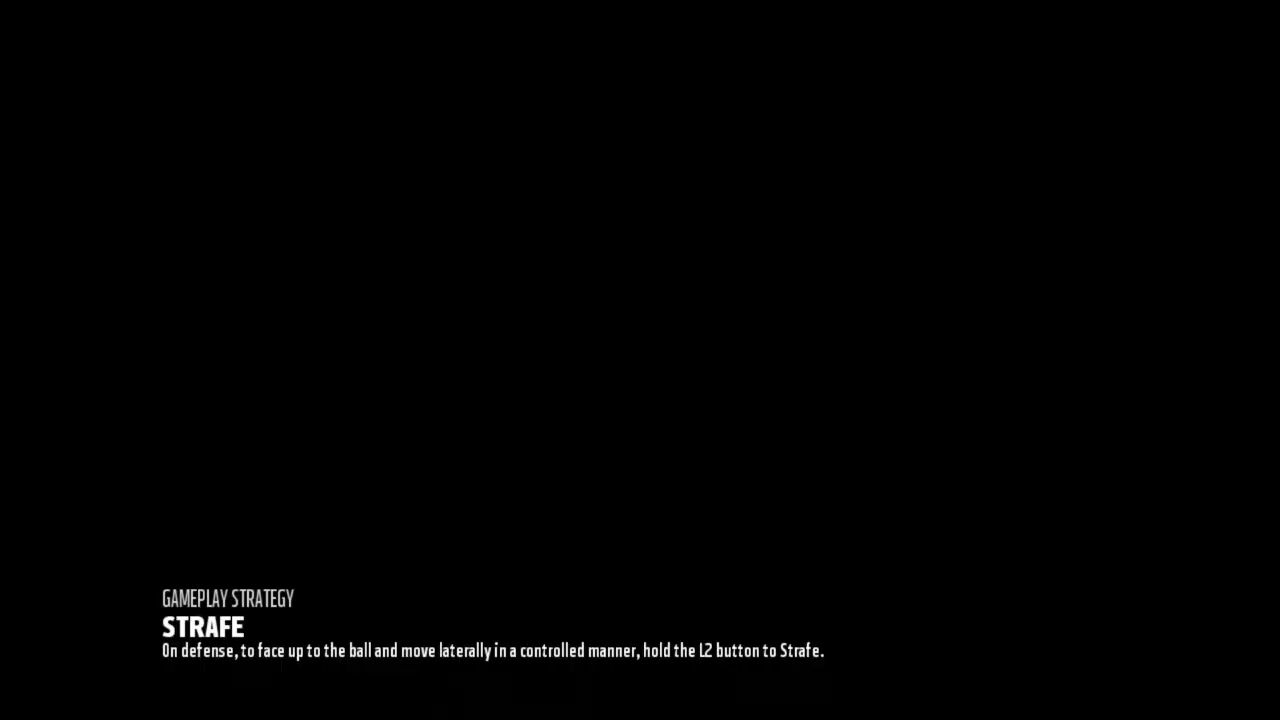 GAMEPLAY STRATEGY
STRAFE
On defense, to face up to the ball and move laterally in a controlled manner, hold the L2 button to Strafe.